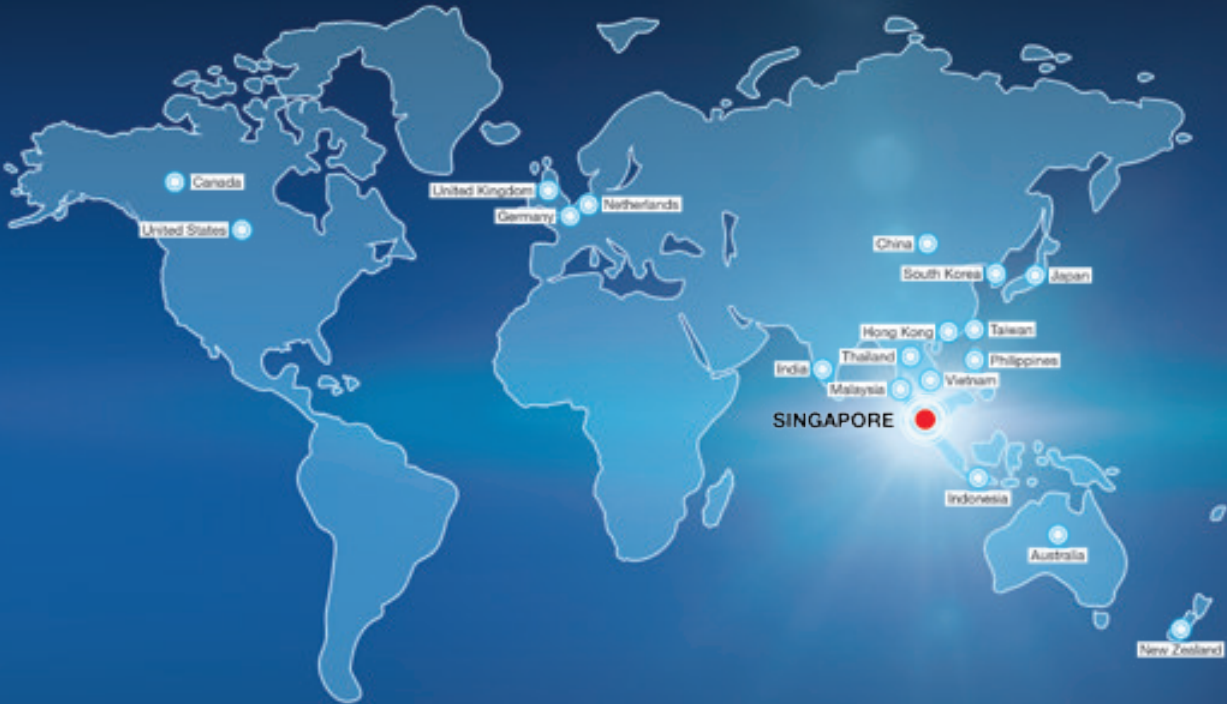 Canada
United Kingdom
Netherlands
Germany
United States
China
South Korea
Japan
Hong Kong
Taiwan
Thailand
Philippines
India
Vietnam
Malaysia
SINGAPORE
Indonesia
Australia
New Zealand